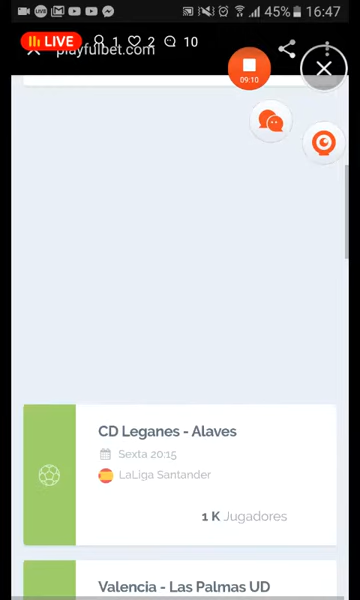 45% 16:47
LIVE 1 2 10
playfulbet.com
09:10
CD Leganes - Alaves
Sexta 20:15
LaLiga Santander
1 K Jugadores
Valencia - Las Palmas UD